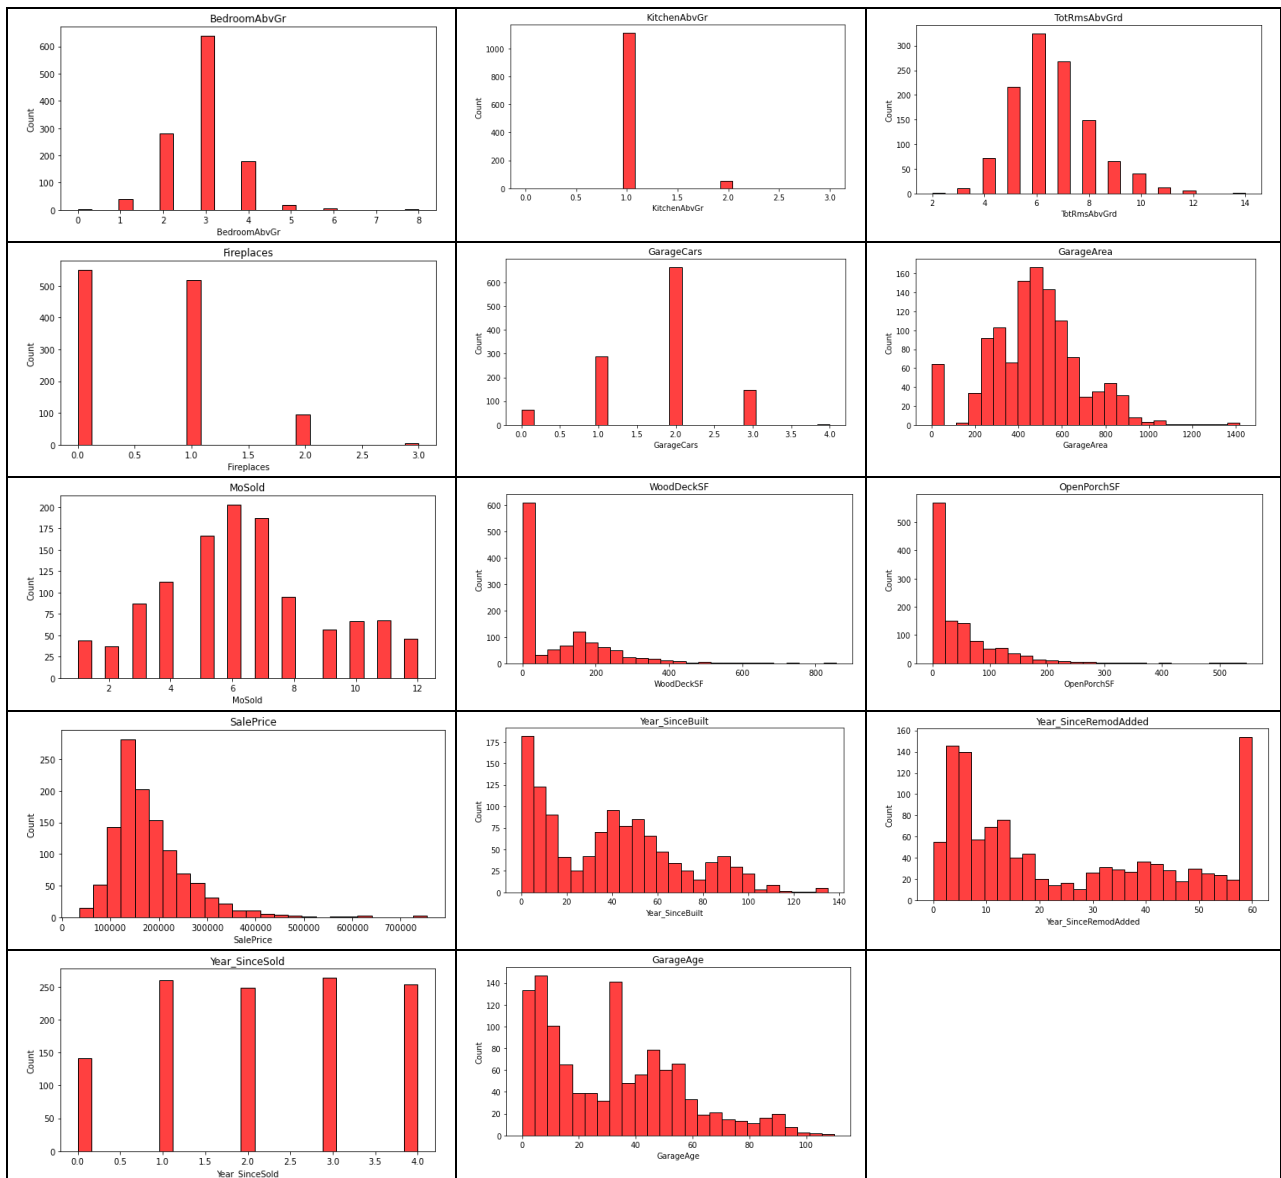 BedroomAbvGr
600
500
400
300
200
100
0
Count
0 1 2 3 4 5 6 7 8
BedroomAbvGr
KitchenAbvGr
1000
800
600
400
200
0
Count
0.0 0.5 1.0 1.5 2.0 2.5 3.0
KitchenAbvGr
TotRmsAbvGrd
300
250
200
150
100
50
0
Count
2 4 6 8 10 12 14
TotRmsAbvGrd
Fireplaces
500
400
300
200
100
0
Count
0.0 0.5 1.0 1.5 2.0 2.5 3.0
Fireplaces
GarageCars
600
500
400
300
200
100
0
Count
0.0 0.5 1.0 1.5 2.0 2.5 3.0 3.5 4.0
GarageCars
GarageArea
160
140
120
100
80
60
40
20
0
Count
0 200 400 600 800 1000 1200 1400
GarageArea
MoSold
200
175
150
125
100
75
50
25
0
Count
2 4 6 8 10 12
MoSold
WoodDeckSF
600
500
400
300
200
100
0
Count
0 200 400 600 800
WoodDeckSF
OpenPorchSF
500
400
300
200
100
0
Count
0 100 200 300 400 500
OpenPorchSF
SalePrice
250
200
150
100
50
0
Count
0 100000 200000 300000 400000 500000 600000 700000
SalePrice
Year_SinceBuilt
175
150
125
100
75
50
25
0
Count
0 20 40 60 80 100 120 140
Year_SinceBuilt
Year_SinceRemodAdded
160
140
120
100
80
60
40
20
0
Count
0 10 20 30 40 50 60
Year_SinceRemodAdded
Year_SinceSold
250
200
150
100
50
0
Count
0.0 0.5 1.0 1.5 2.0 2.5 3.0 3.5 4.0
Year_SinceSold
GarageAge
140
120
100
80
60
40
20
0
Count
0 20 40 60 80 100
GarageAge